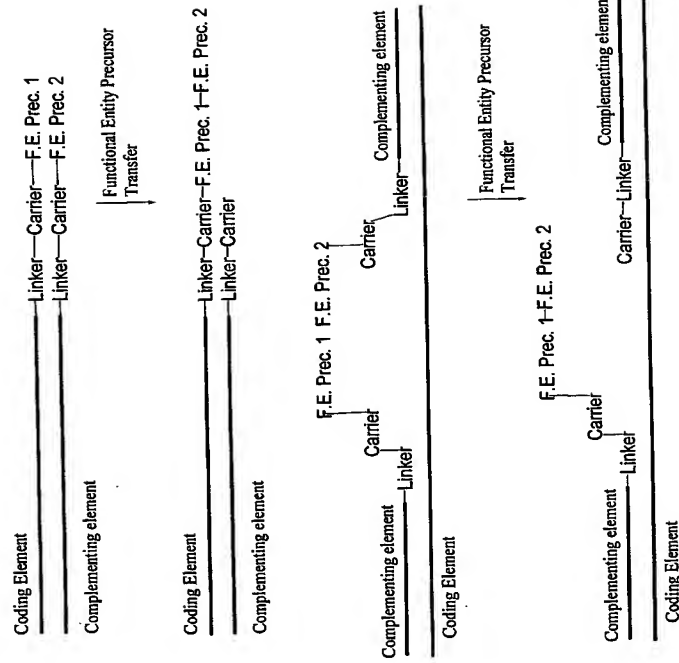 Coding Element
Linker—Carrier—F.E. Prec. 1
Linker—Carrier—F.E. Prec. 2
Complementing element
Functional Entity Precursor
Transfer
Coding Element
Linker—Carrier—F.E. Prec. 1—F.E. Prec. 2
Linker—Carrier
Complementing element
F.E. Prec. 1 F.E. Prec. 2
Carrier
Carrier
Complementing element
Linker
Linker
Complementing element
Coding Element
Functional Entity Precursor
Transfer
F.E. Prec. 1—F.E. Prec. 2
Carrier
Complementing element
Linker
Carrier—Linker
Complementing element
Coding Element